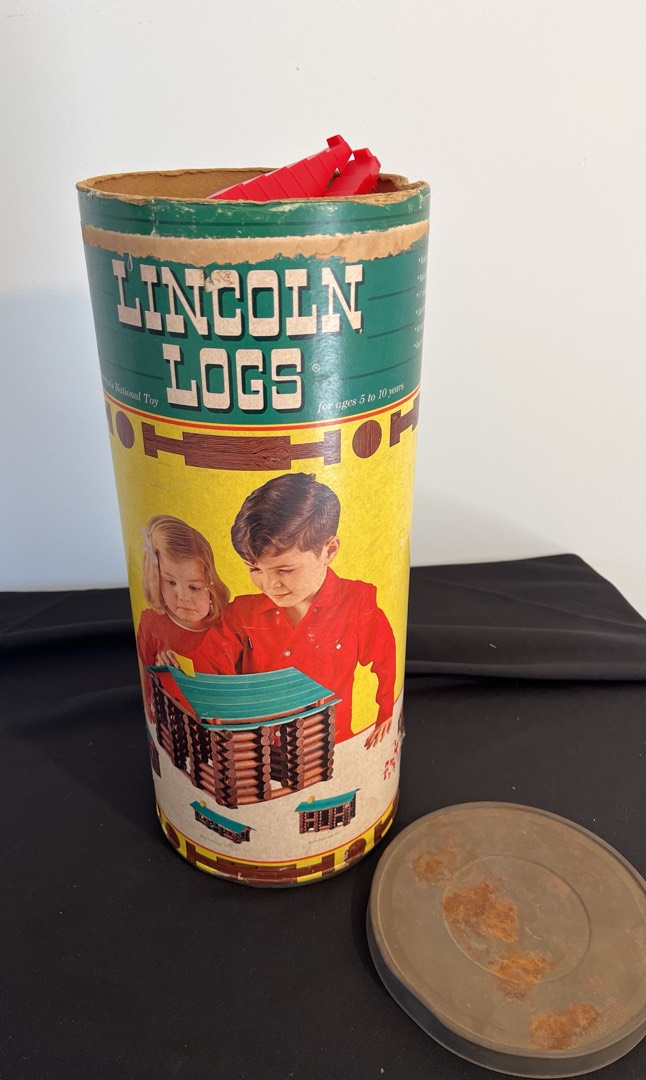 LINCOLN
LOGS®
National Toy
for ages 5 to 10 years